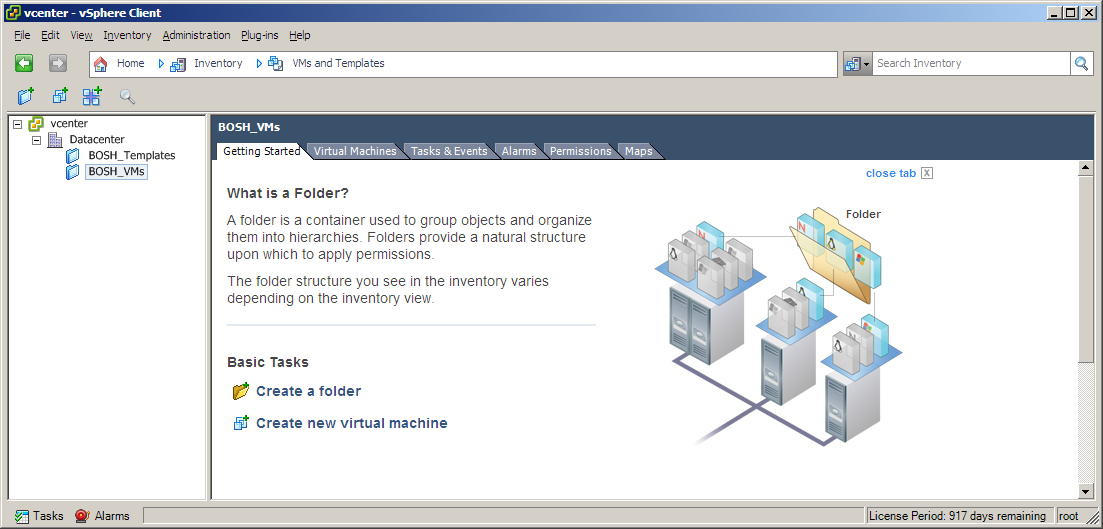 vcenter - vSphere Client
File Edit View Inventory Administration Plug-ins Help
Home Inventory VMs and Templates Search Inventory
vcenter
Datacenter
BOSH_Templates
BOSH_VMs
BOSH_VMs
Getting Started Virtual Machines Tasks & Events Alarms Permissions Maps
close tab X
What is a Folder?
A folder is a container used to group objects and organize
them into hierarchies. Folders provide a natural structure
upon which to apply permissions.
The folder structure you see in the inventory varies
depending on the inventory view.
Folder
Basic Tasks
Create a folder
Create new virtual machine
Tasks Alarms License Period: 917 days remaining root